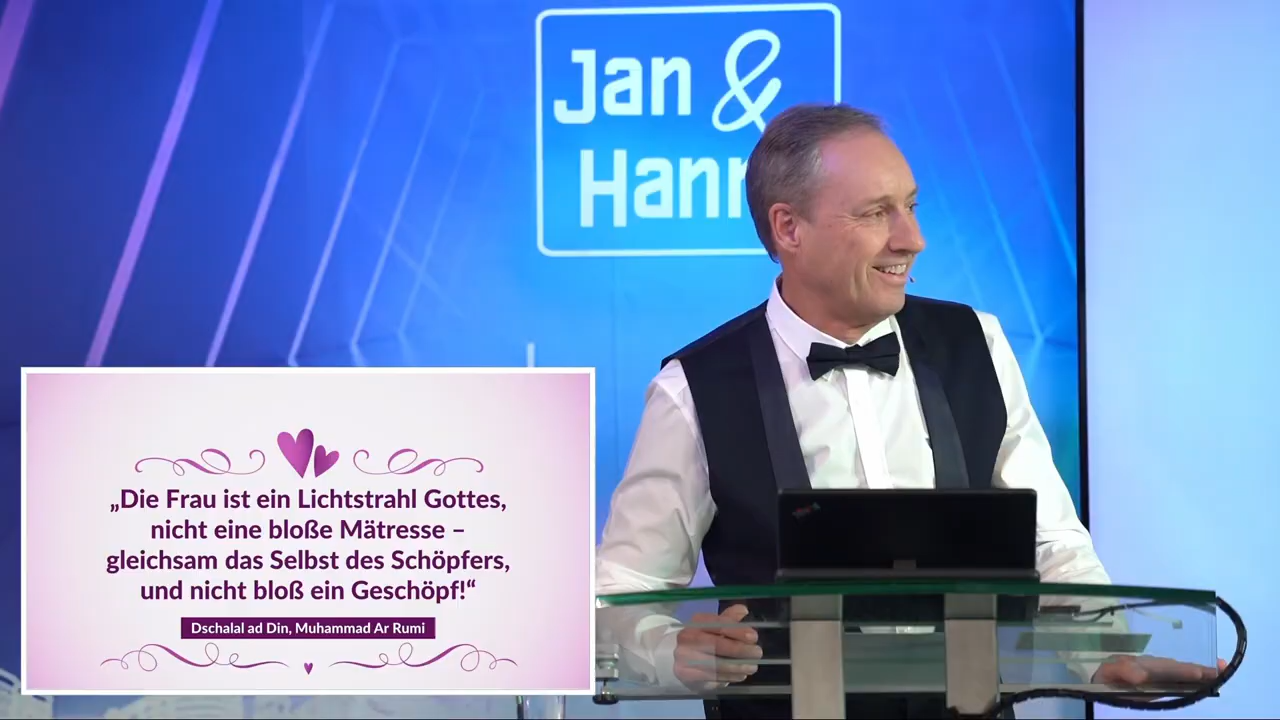 Jan &
Hann
„Die Frau ist ein Lichtstrahl Gottes,
nicht eine bloße Mätresse –
gleichsam das Selbst des Schöpfers,
und nicht bloß ein Geschöpf!“
Dschalal ad Din, Muhammad Ar Rumi